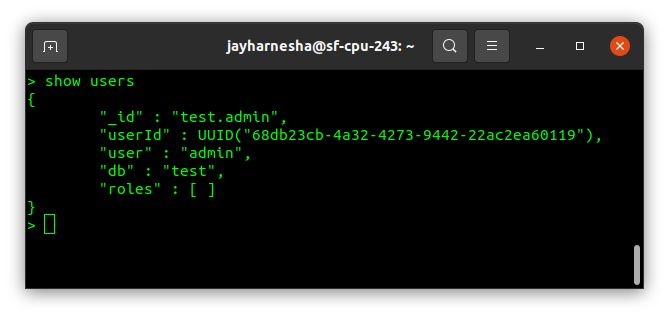 jayharnesha@sf-cpu-243: ~
> show users
{
        "_id" : "test.admin",
        "userId" : UUID("68db23cb-4a32-4273-9442-22ac2ea60119"),
        "user" : "admin",
        "db" : "test",
        "roles" : [ ]
}
>